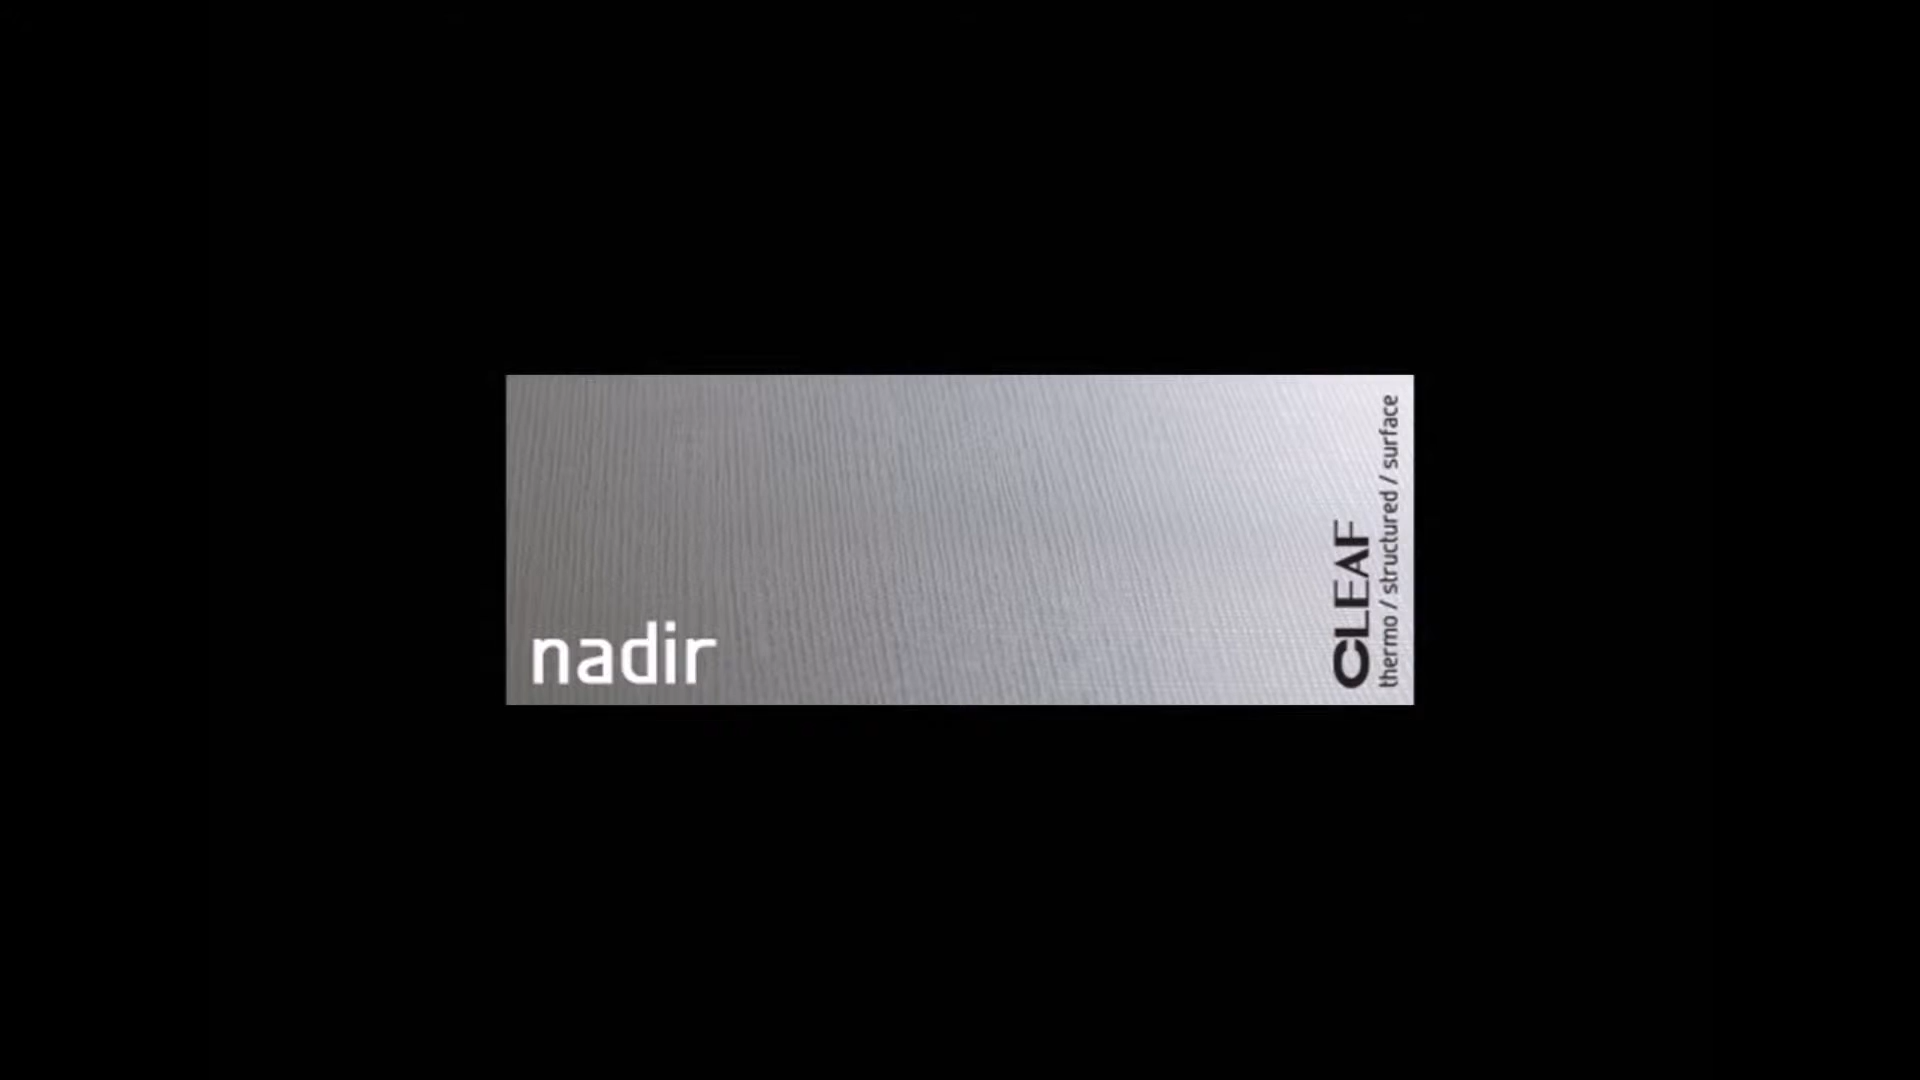 nadir
CLEAF
thermo / structured / surface